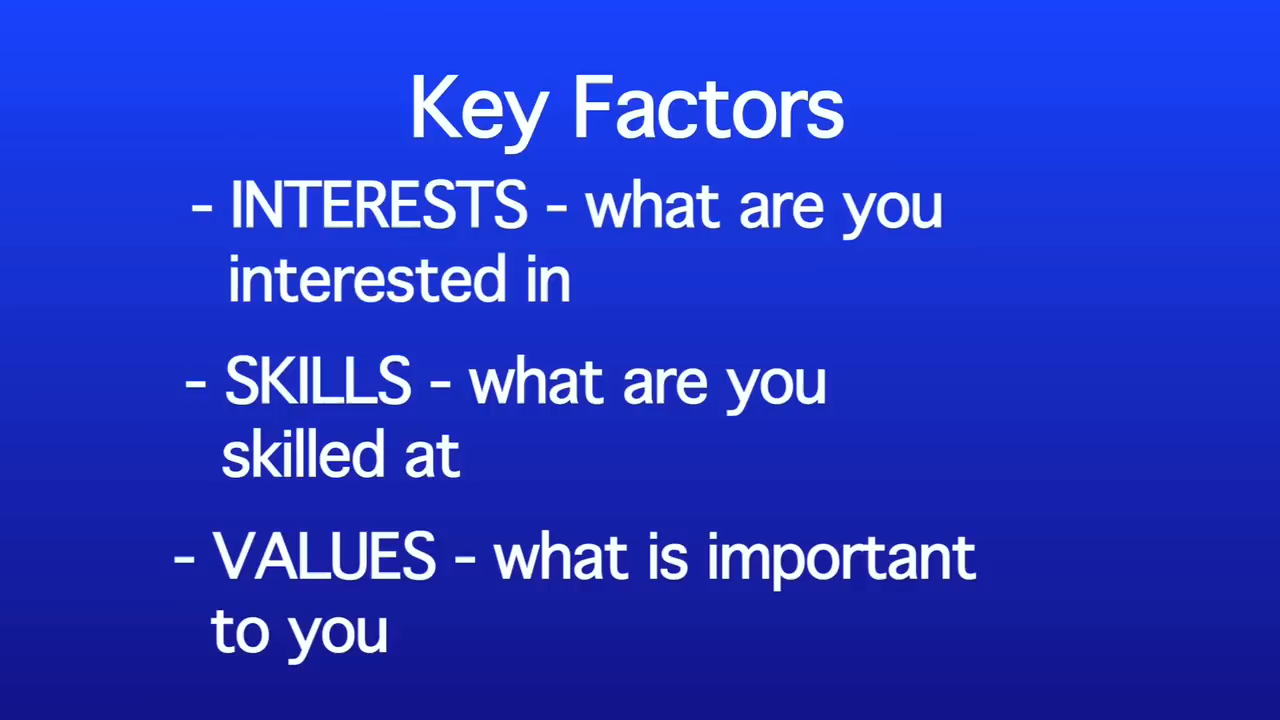 Key Factors
- INTERESTS - what are you
interested in
- SKILLS - what are you
skilled at
- VALUES - what is important
to you